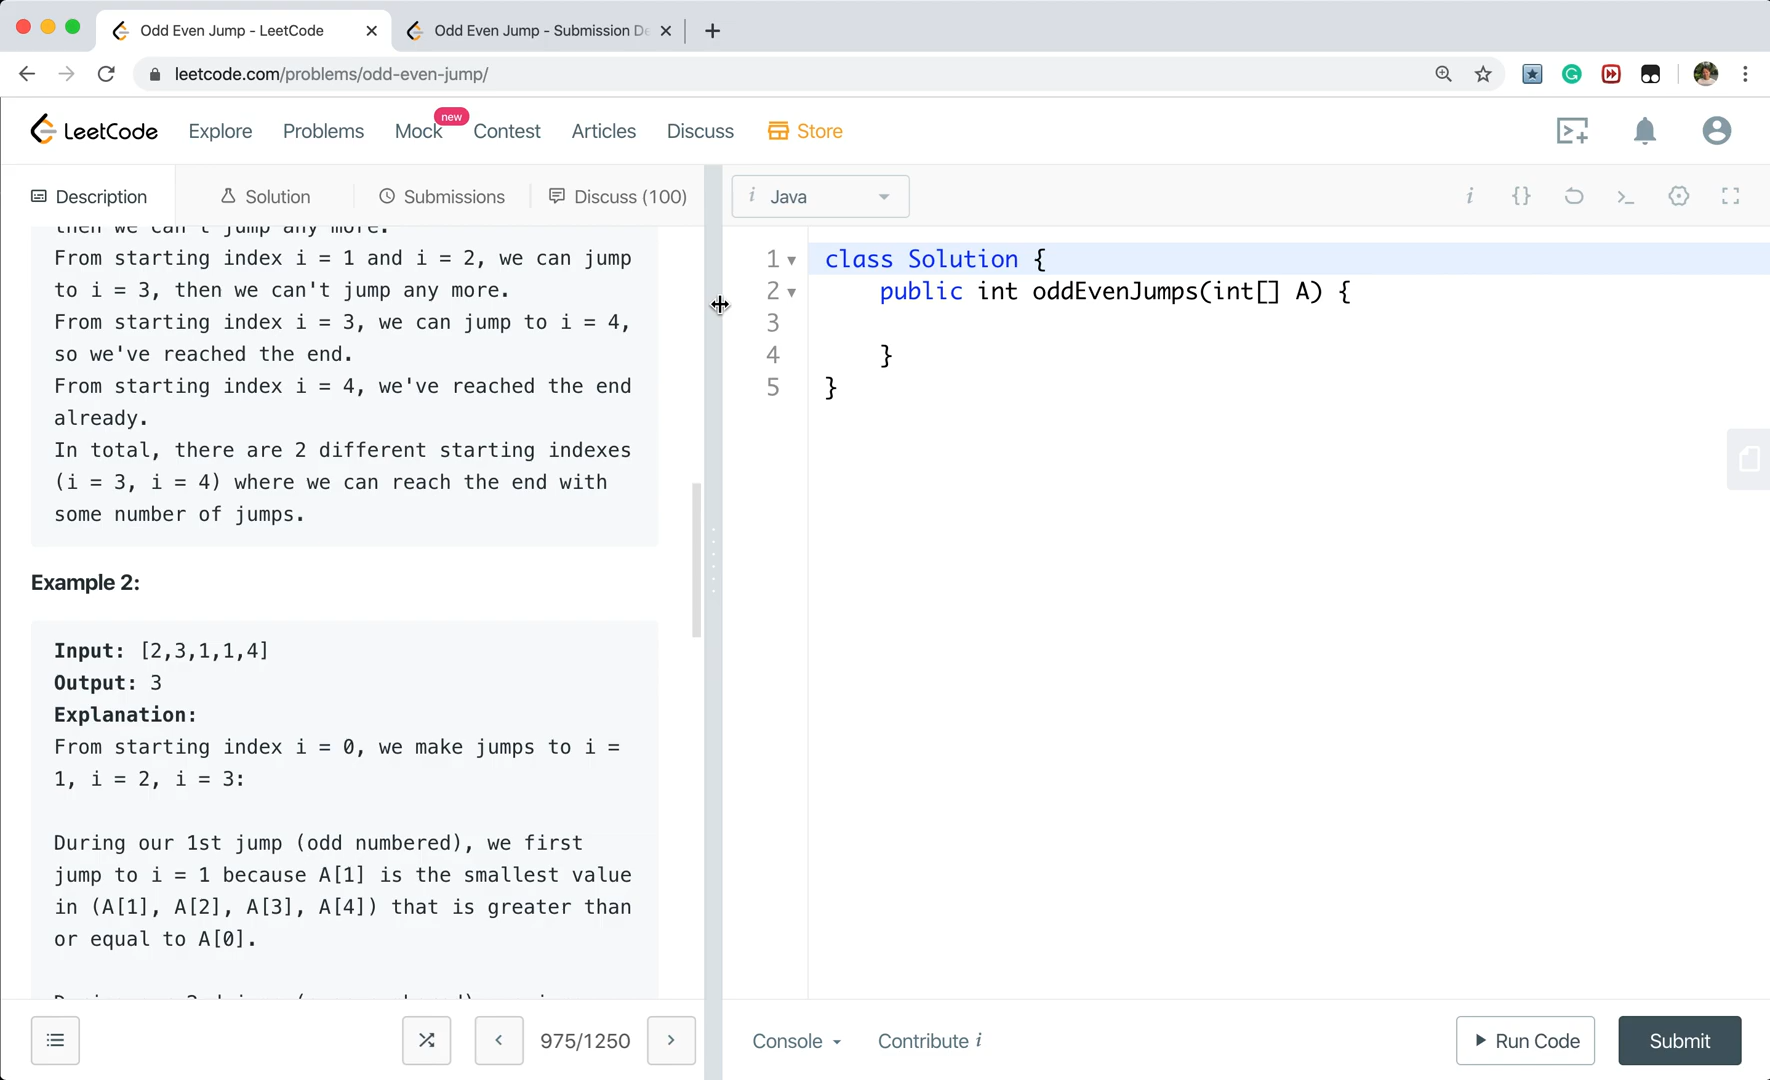 Odd Even Jump - LeetCode
Odd Even Jump - Submission De
leetcode.com/problems/odd-even-jump/
LeetCode
Explore
Problems
Mock
new
Contest
Articles
Discuss
Store
Description
Solution
Submissions
Discuss (100)
i Java
then we can't jump any more.
From starting index i = 1 and i = 2, we can jump
to i = 3, then we can't jump any more.
From starting index i = 3, we can jump to i = 4,
so we've reached the end.
From starting index i = 4, we've reached the end
already.
In total, there are 2 different starting indexes
(i = 3, i = 4) where we can reach the end with
some number of jumps.
Example 2:
Input: [2,3,1,1,4]
Output: 3
Explanation:
From starting index i = 0, we make jumps to i =
1, i = 2, i = 3:
During our 1st jump (odd numbered), we first
jump to i = 1 because A[1] is the smallest value
in (A[1], A[2], A[3], A[4]) that is greater than
or equal to A[0].
1 class Solution {
2 public int oddEvenJumps(int[] A) {
3
4 }
5 }
975/1250
Console
Contribute i
Run Code
Submit